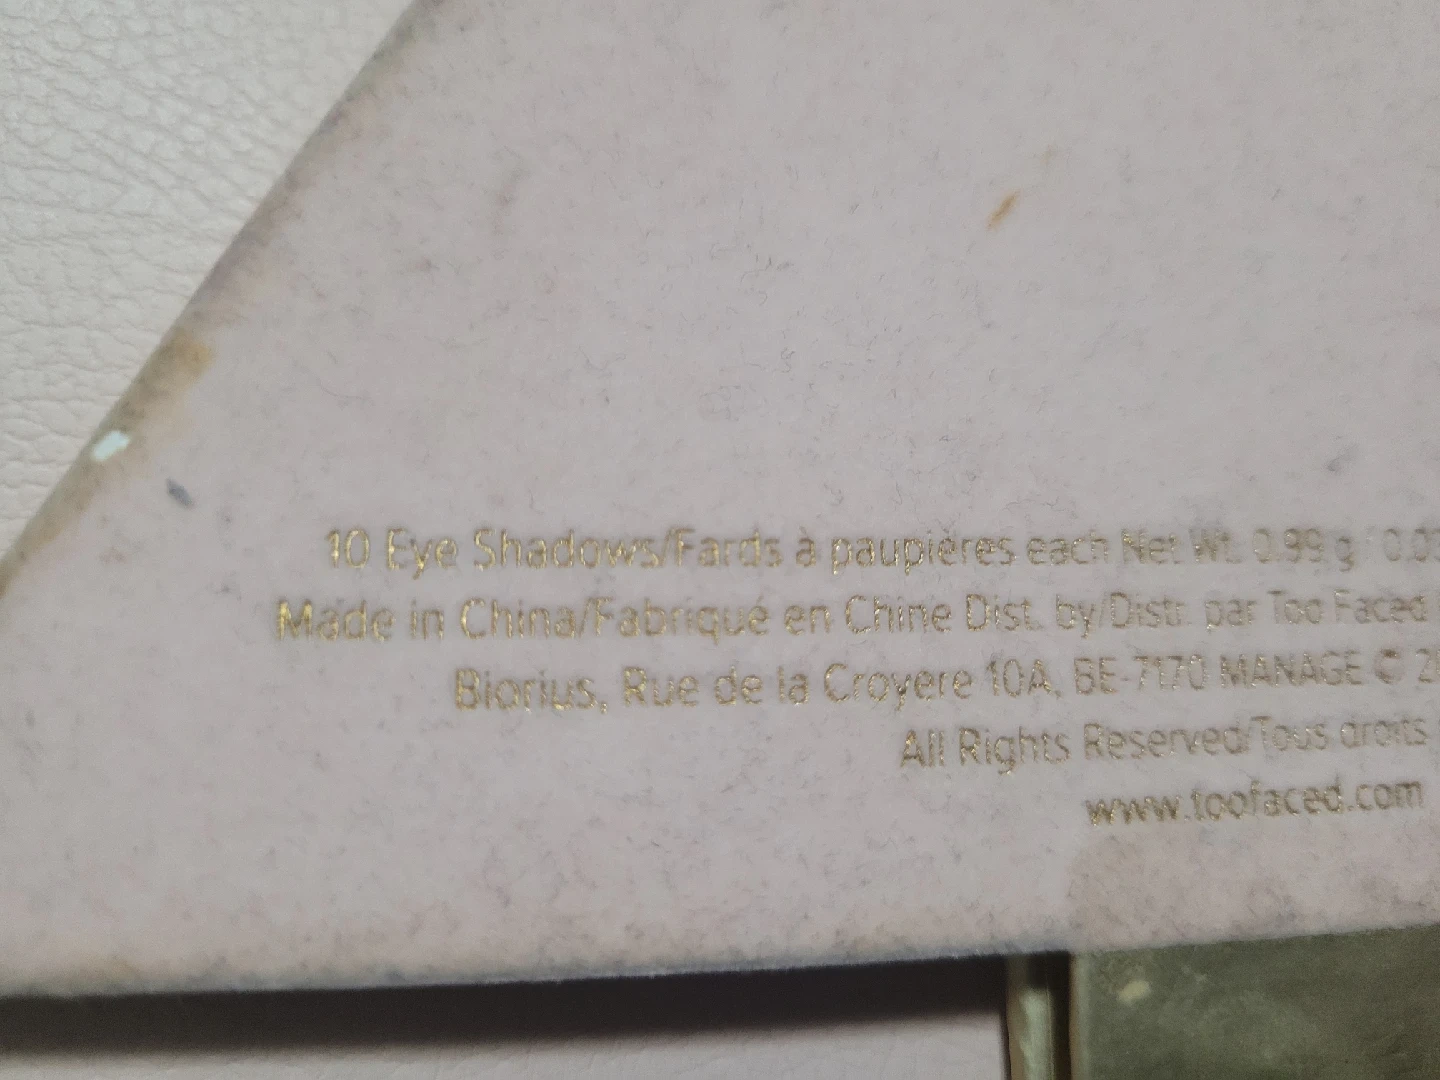 10 Eye Shadows/Fards à paupières each Net Wt. 0.99 g
Made in China/Fabriqué en Chine Dist. by/Distr. par Too Faced
Biorius, Rue de la Croyere 10A, BE-7170 MANAGE ©
All Rights Reserved/Tous droits
www.toofaced.com